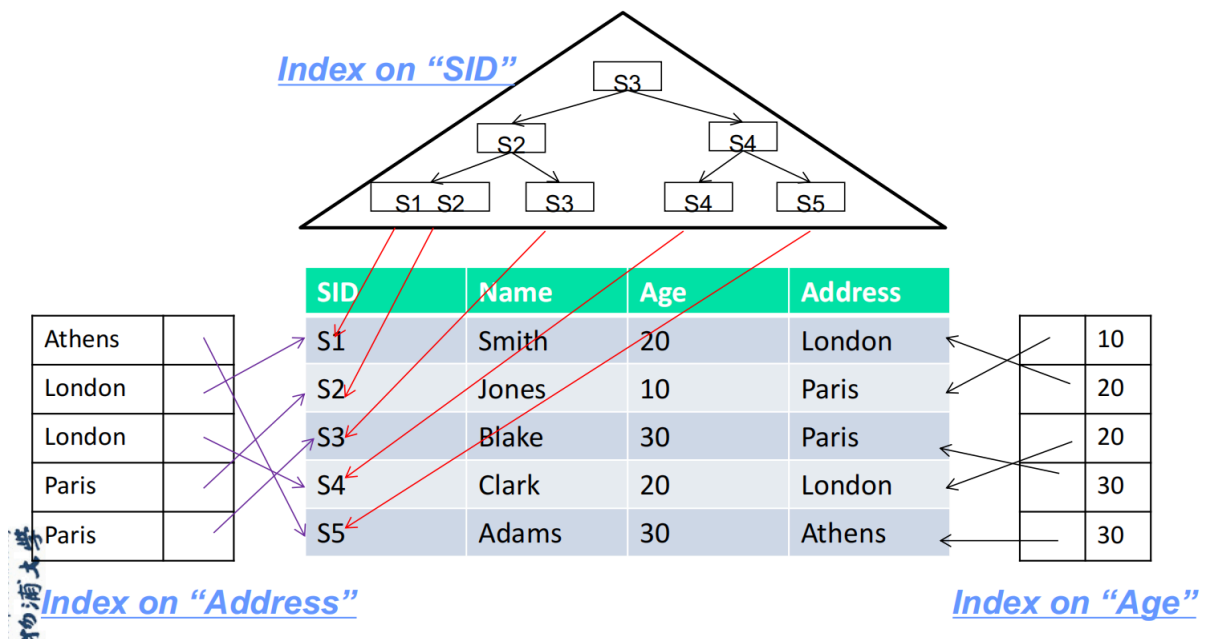 Index on “SID”
S3
S2
S4
S1 S2
S3
S4
S5
SID Name Age Address
S1 Smith 20 London
S2 Jones 10 Paris
S3 Blake 30 Paris
S4 Clark 20 London
S5 Adams 30 Athens
Athens
London
London
Paris
Paris
10
20
20
30
30
Index on “Address”
Index on “Age”